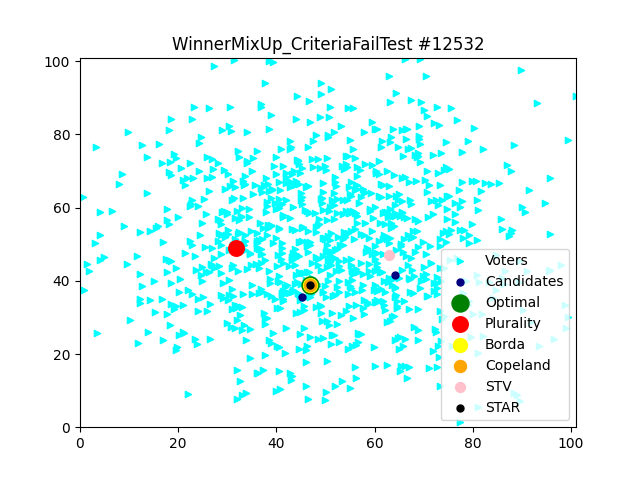 WinnerMixUp_CriteriaFailTest #12532
100
80
60
40
20
0
0
20
40
60
80
100
Voters
Candidates
Optimal
Plurality
Borda
Copeland
STV
STAR